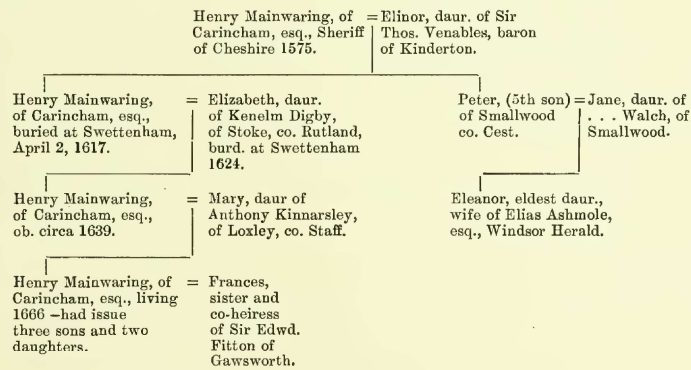 Henry Mainwaring, of
Carincham, esq., Sheriff
of Cheshire 1575.
= Elinor, daur. of Sir
Thos. Venables, baron
of Kinderton.
Henry Mainwaring,
of Carincham, esq.,
buried at Swettenham,
April 2, 1617.
= Elizabeth, daur.
of Kenelm Digby,
of Stoke, co. Rutland,
burd. at Swettenham
1624.
Peter, (5th son)
of Smallwood
co. Cest.
= Jane, daur. of
. . . Walch, of
Smallwood.
Henry Mainwaring,
of Carincham, esq.,
ob. circa 1639.
= Mary, daur of
Anthony Kinnarsley,
of Loxley, co. Staff.
Eleanor, eldest daur.,
wife of Elias Ashmole,
esq., Windsor Herald.
Henry Mainwaring, of
Carincham, esq., living
1666 —had issue
three sons and two
daughters.
= Frances,
sister and
co-heiress
of Sir Edwd.
Fitton of
Gawsworth.